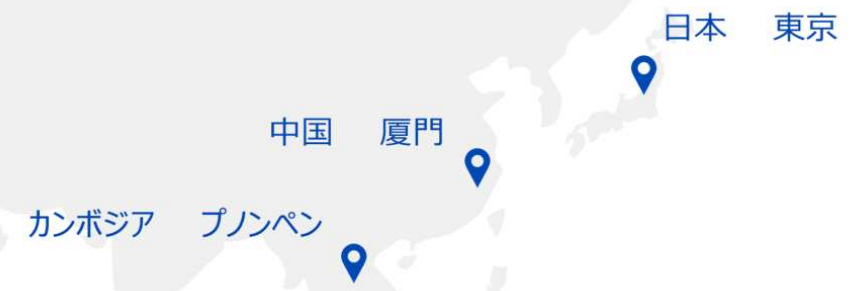 日本　東京
中国　厦門
カンボジア　プノンペン